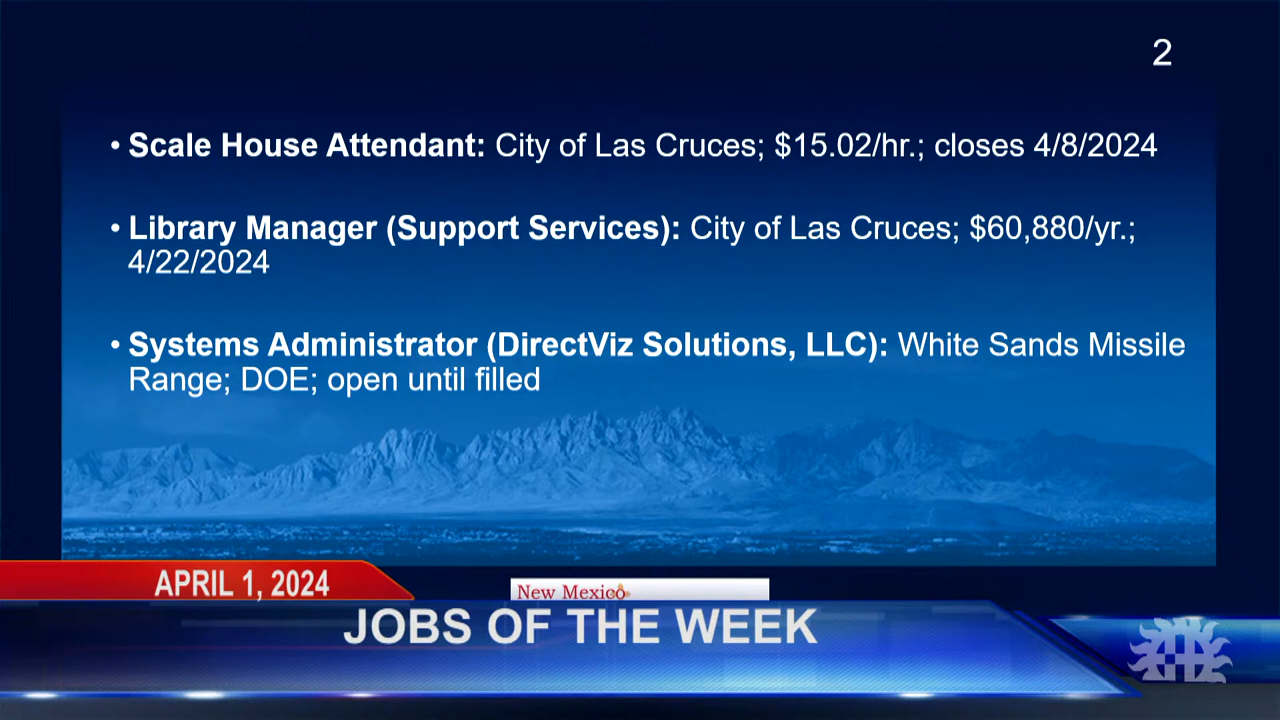 2
• Scale House Attendant: City of Las Cruces; $15.02/hr.; closes 4/8/2024
• Library Manager (Support Services): City of Las Cruces; $60,880/yr.;
4/22/2024
• Systems Administrator (DirectViz Solutions, LLC): White Sands Missile
Range; DOE; open until filled
APRIL 1, 2024
New Mexico
JOBS OF THE WEEK